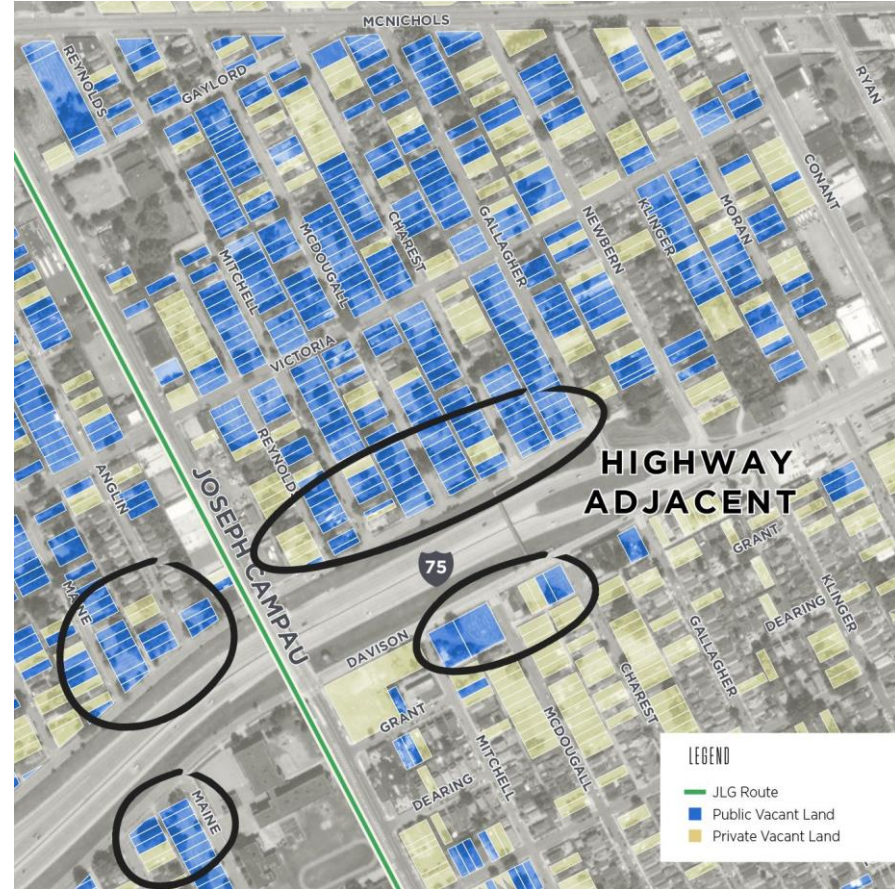 MCNICHOLS
REYNOLDS
GAYLORD
RYAN
CONANT
MCDOUGALL
CHAREST
GALLAGHER
NEWBERN
KLINGER
MORAN
MITCHELL
VICTORIA
REYNOLDS
ANGLIN
JOSEPH CAMPAU
HIGHWAY
ADJACENT
75
MAINE
GRANT
DAVISON
DEARING
KLINGER
GALLAGHER
CHAREST
GRANT
MCDOUGALL
MITCHELL
DEARING
MAINE
LEGEND
JLG Route
Public Vacant Land
Private Vacant Land